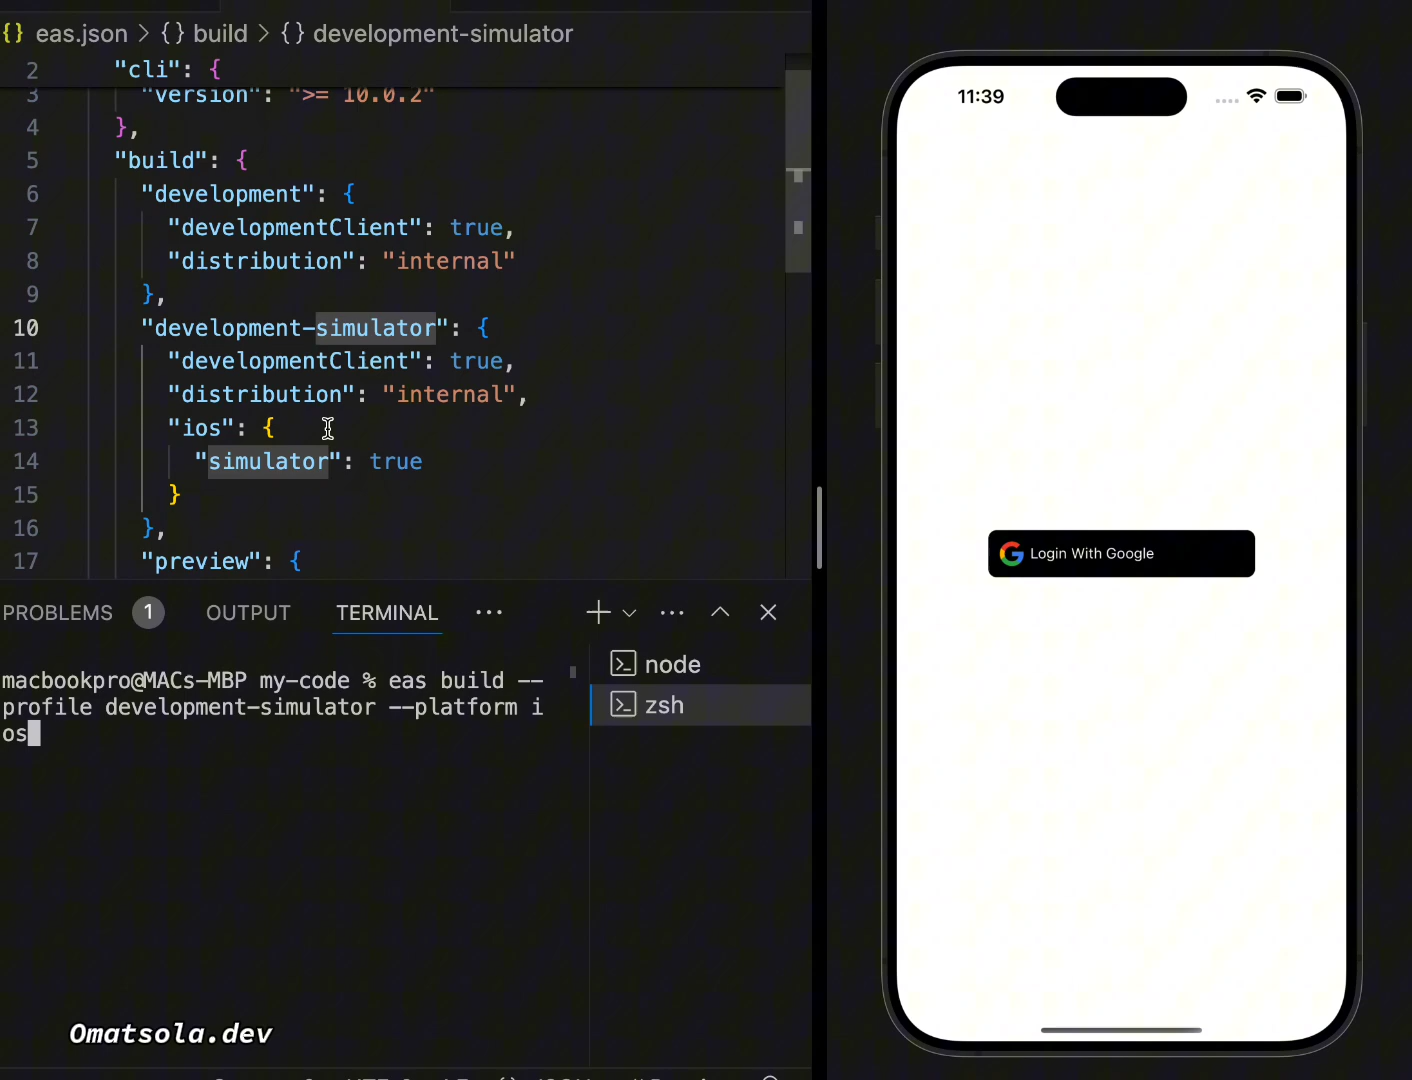 {} eas.json > {} build > {} development-simulator
2 "cli": {
3 "version": ">= 10.0.2"
4 },
5 "build": {
6 "development": {
7 "developmentClient": true,
8 "distribution": "internal"
9 },
10 "development-simulator": {
11 "developmentClient": true,
12 "distribution": "internal",
13 "ios": {
14 "simulator": true
15 }
16 },
17 "preview": {
PROBLEMS 1 OUTPUT TERMINAL ...
node
zsh
macbookpro@MACs-MBP my-code % eas build --
profile development-simulator --platform i
os
Omatsola.dev
11:39
Login With Google